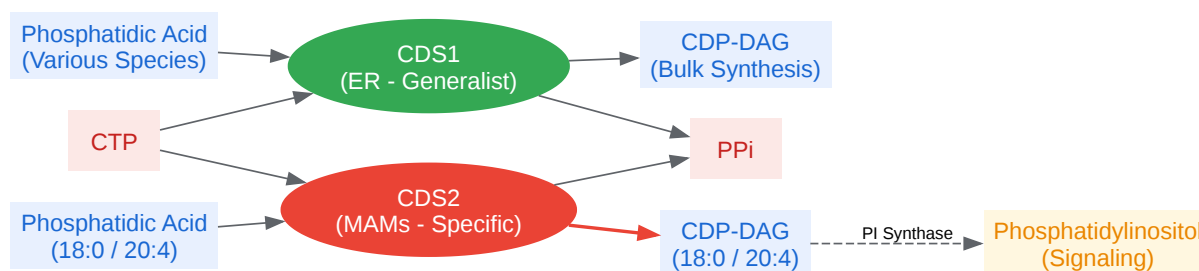 Phosphatidic Acid
(Various Species)
CDS1
(ER - Generalist)
CDP-DAG
(Bulk Synthesis)
CTP
PPi
Phosphatidic Acid
(18:0 / 20:4)
CDS2
(MAMs - Specific)
CDP-DAG
(18:0 / 20:4)
PI Synthase
Phosphatidylinositol
(Signaling)